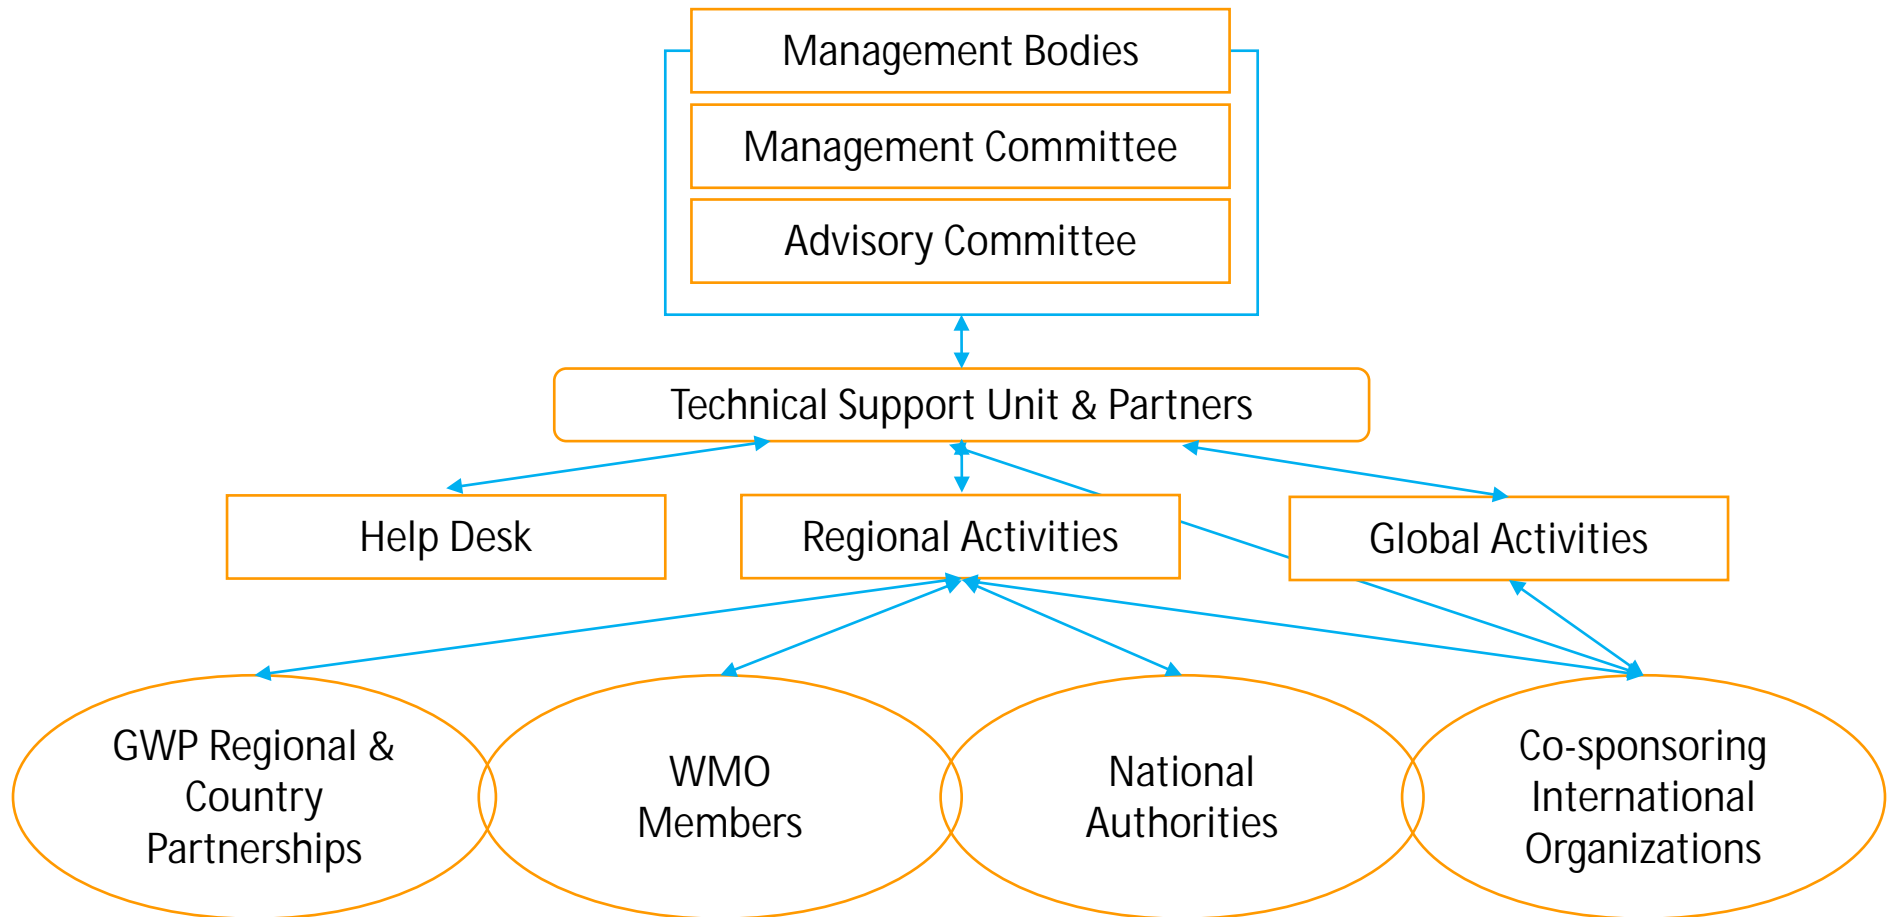 Management Bodies
Management Committee
Advisory Committee
Technical Support Unit & Partners
Help Desk
Regional Activities
Global Activities
GWP Regional &
Country
Partnerships
WMO
Members
National
Authorities
Co-sponsoring
International
Organizations